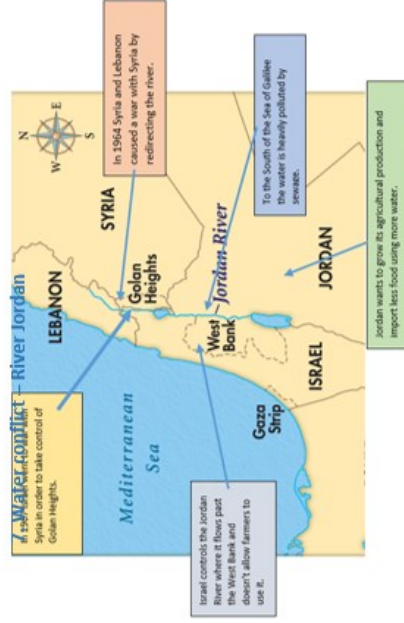 7. Water conflict – River Jordan
Syria in order to take control of
Golan Heights.
N
W E
S
In 1964 Syria and Lebanon
caused a war with Syria by
redirecting the river.
LEBANON
SYRIA
Golan
Heights
Mediterranean
Sea
Jordan River
To the South of the Sea of Galilee
the water is heavily polluted by
sewage.
West
Bank
Israel controls the Jordan
River where it flows past
the West Bank and
doesn't allow farmers to
use it.
Gaza
Strip
ISRAEL
JORDAN
Jordan wants to grow its agricultural production and
import less food using more water.